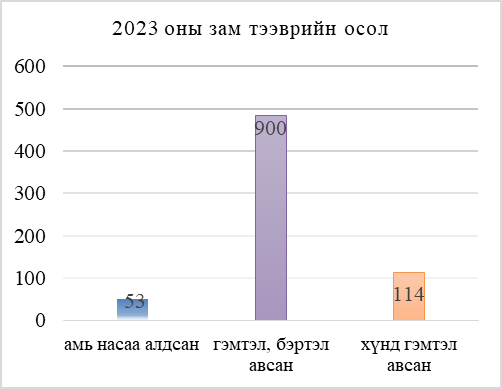 2023 оны зам тээврийн осол
600
500
400
300
200
100
0
53
900
114
амь насаа алдсан
гэмтэл, бэртэл
авсан
хүнд гэмтэл
авсан